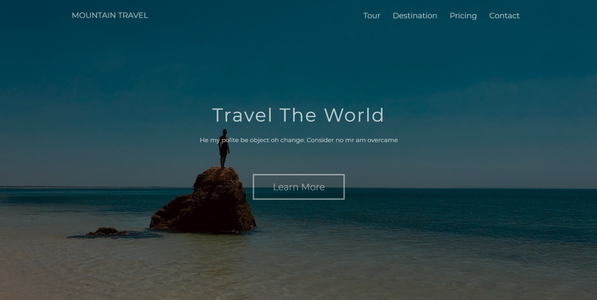 MOUNTAIN TRAVEL
Tour Destination Pricing Contact
Travel The World
He my polite be object oh change. Consider no mr am overcame
Learn More